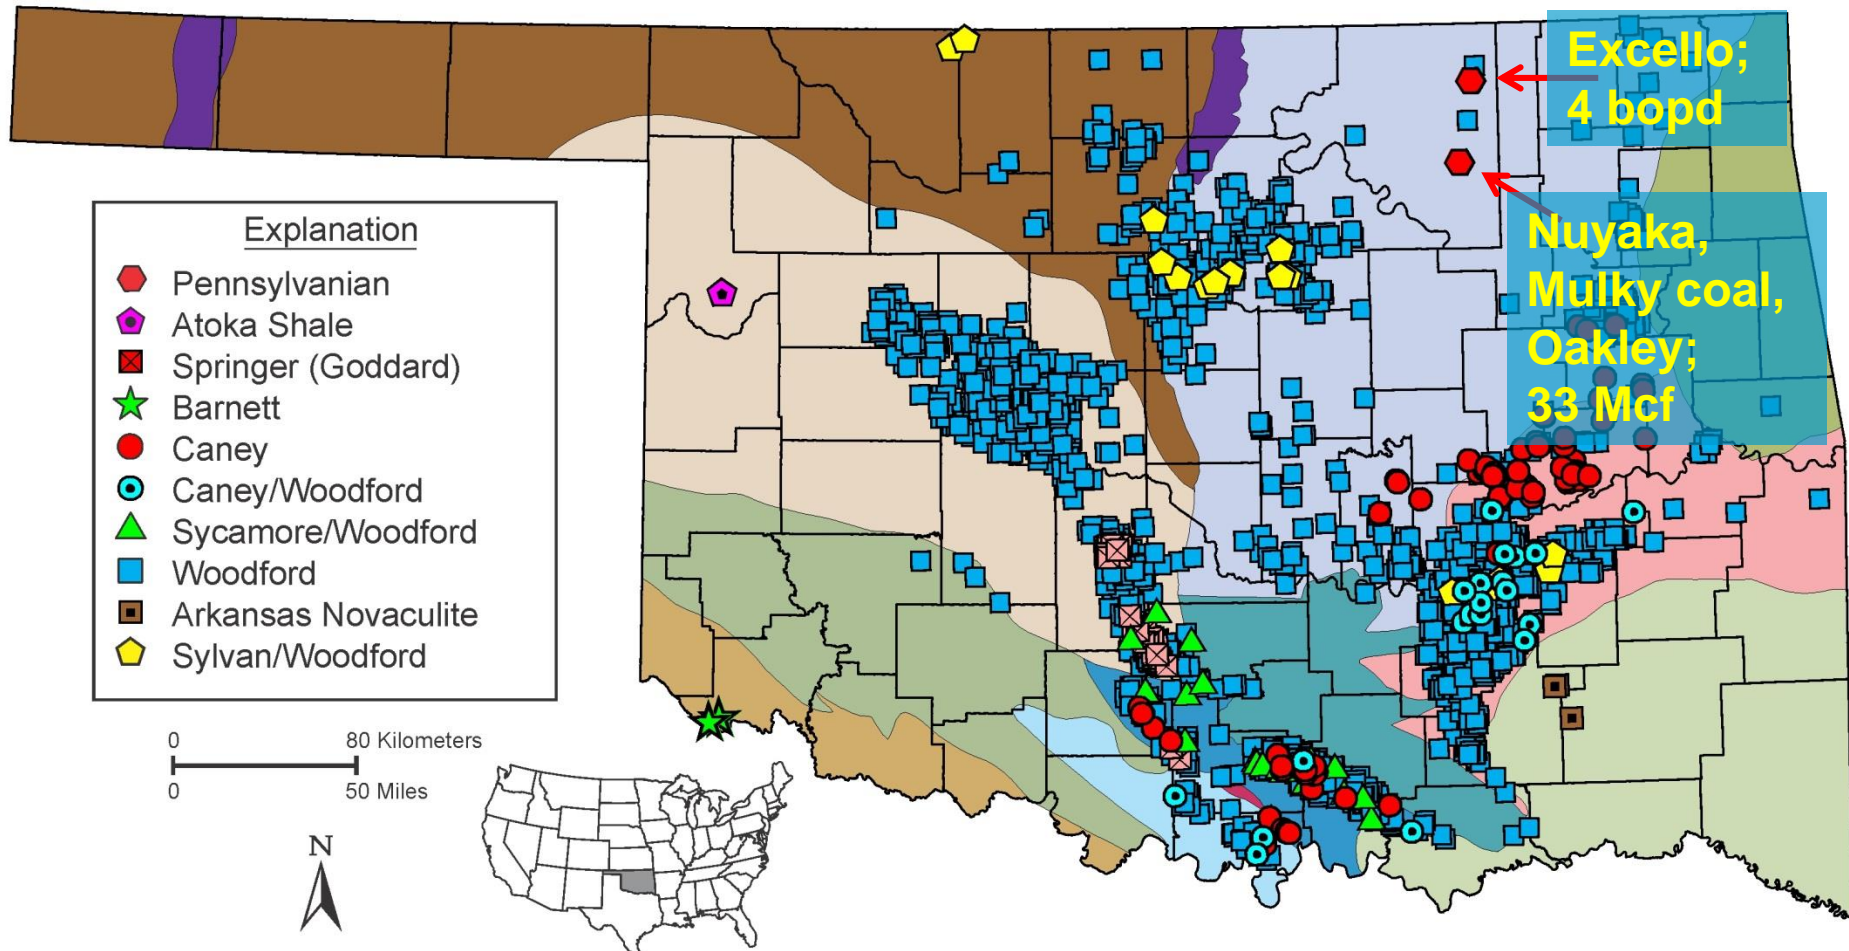 Excello;
4 bopd
Nuyaka,
Mulky coal,
Oakley;
33 Mcf
Explanation
Pennsylvanian
Atoka Shale
Springer (Goddard)
Barnett
Caney
Caney/Woodford
Sycamore/Woodford
Woodford
Arkansas Novaculite
Sylvan/Woodford
0 80 Kilometers
0 50 Miles
N